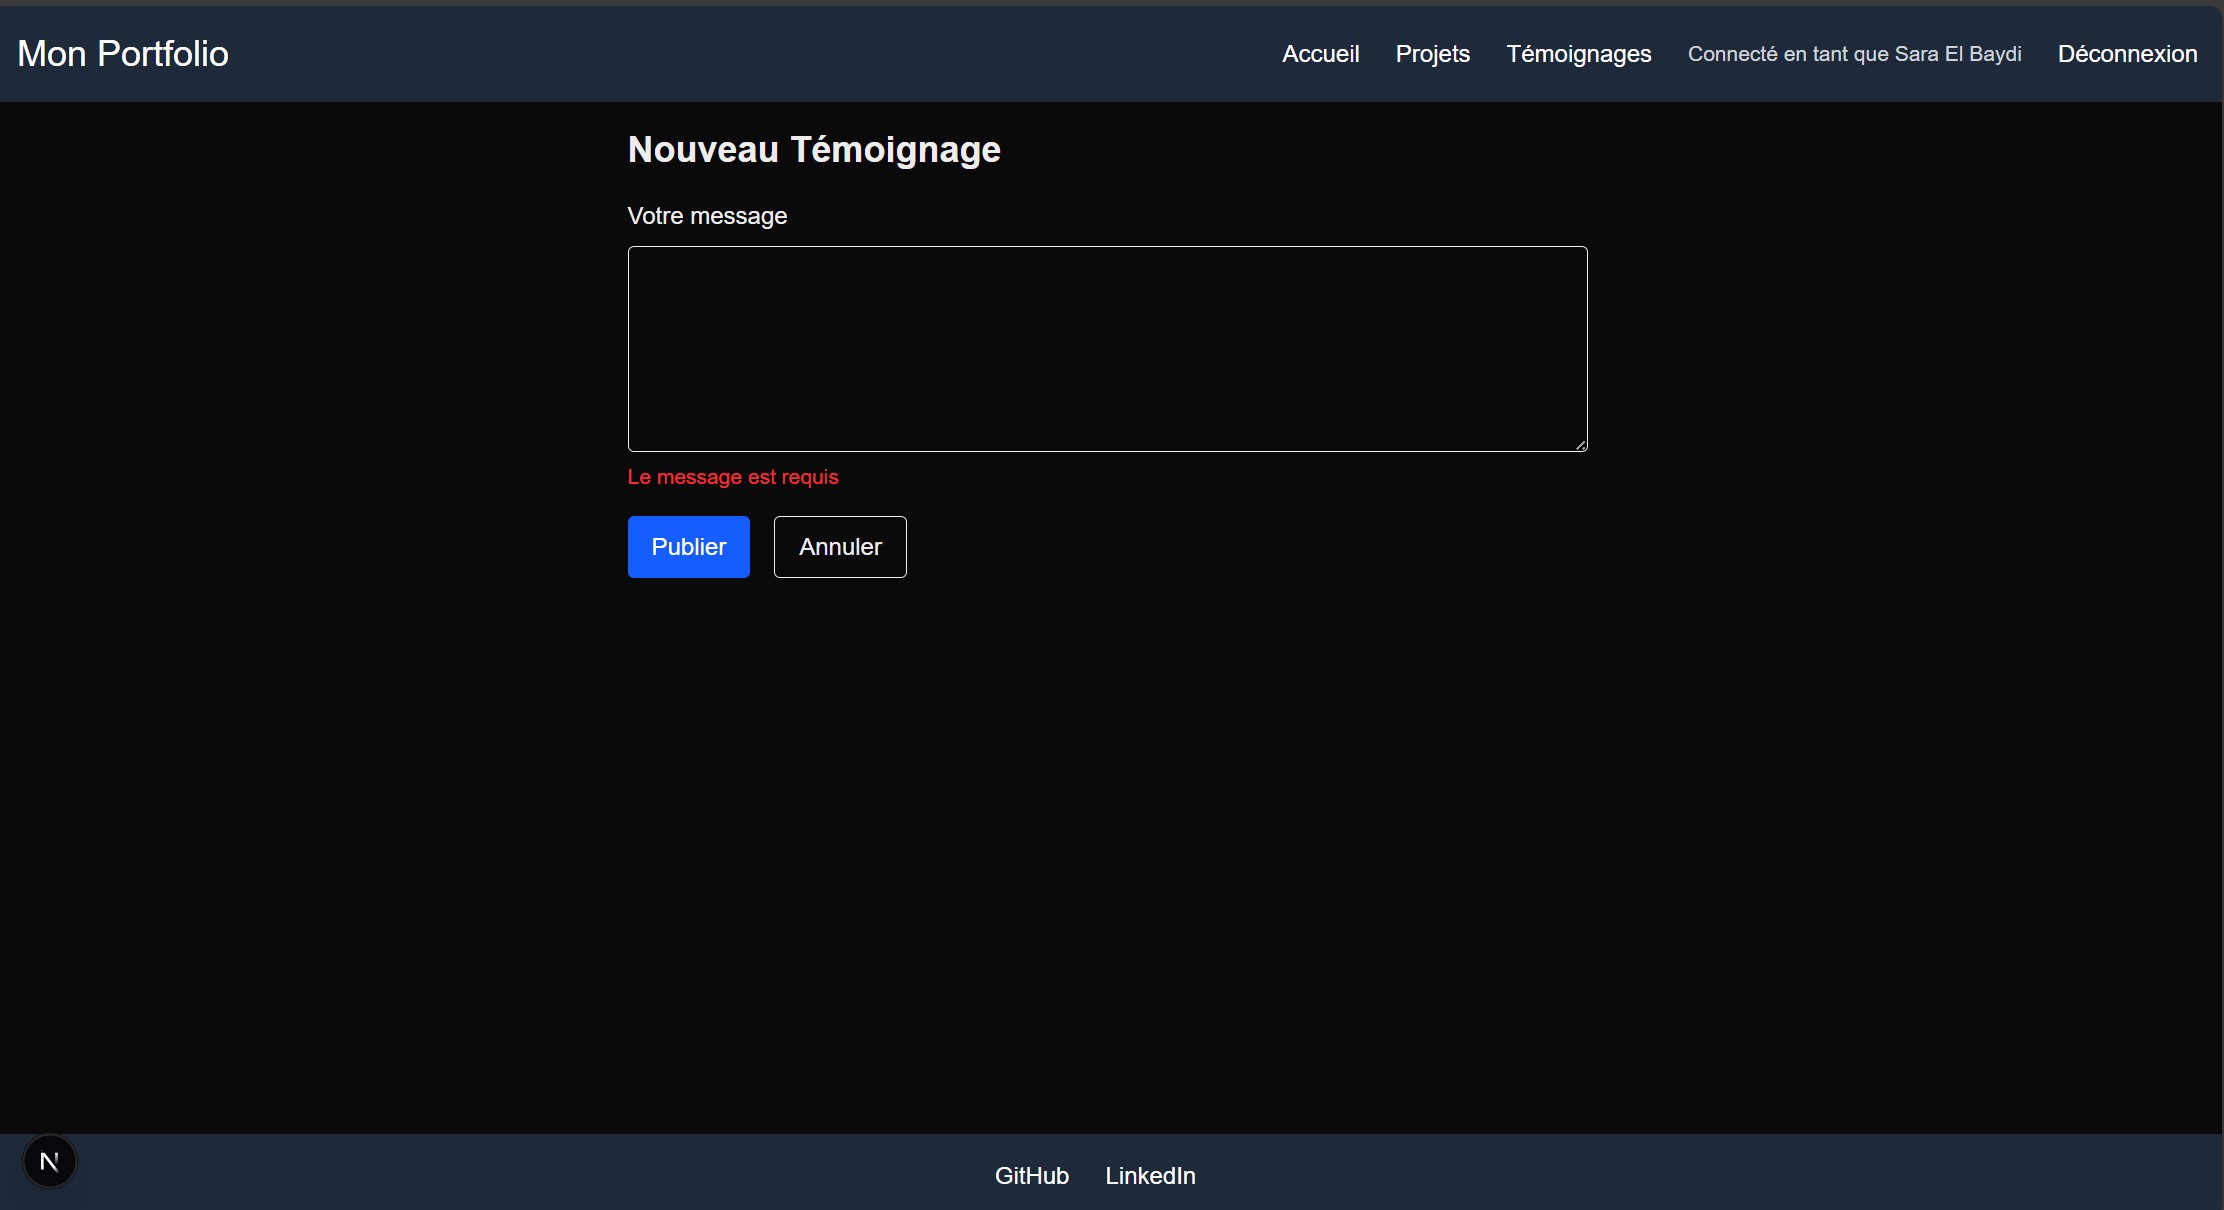 Mon Portfolio
Accueil Projets Témoignages Connecté en tant que Sara El Baydi Déconnexion
Nouveau Témoignage
Votre message
Le message est requis
Publier Annuler
N
GitHub LinkedIn